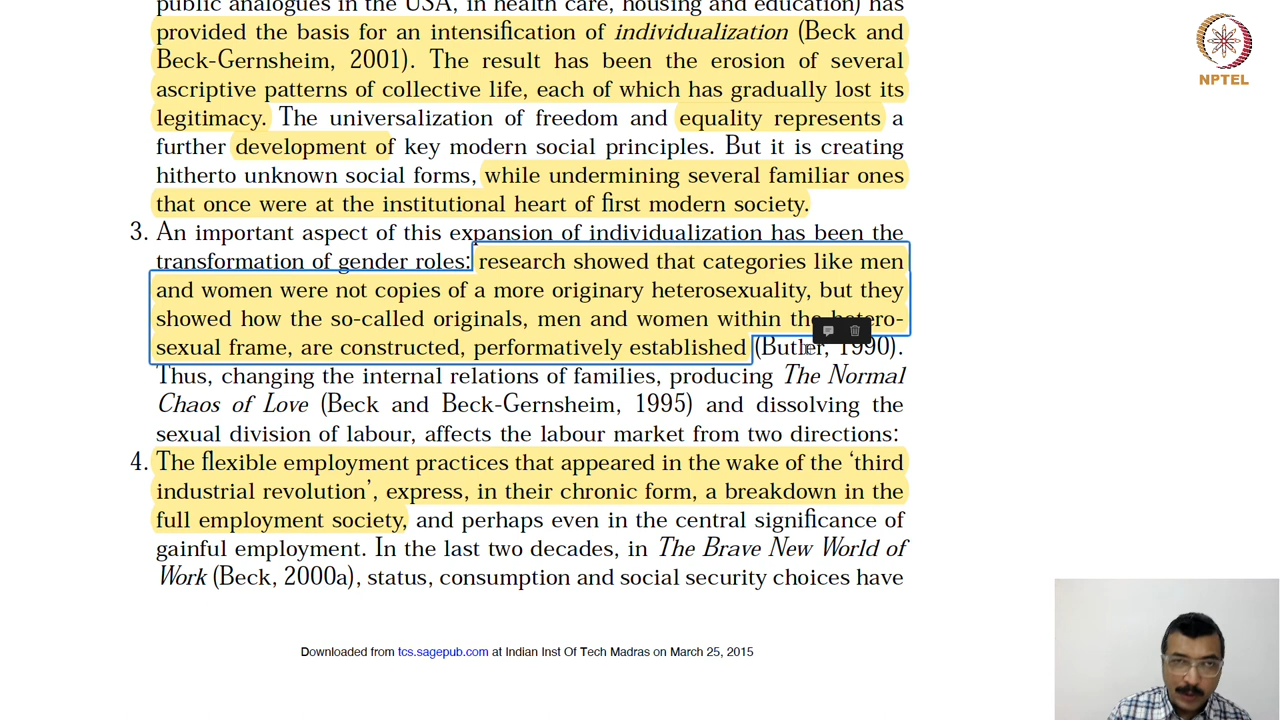 public analogues in the USA, in health care, housing and education) has
provided the basis for an intensification of individualization (Beck and
Beck-Gernsheim, 2001). The result has been the erosion of several
ascriptive patterns of collective life, each of which has gradually lost its
legitimacy. The universalization of freedom and equality represents a
further development of key modern social principles. But it is creating
hitherto unknown social forms, while undermining several familiar ones
that once were at the institutional heart of first modern society.
3. An important aspect of this expansion of individualization has been the
transformation of gender roles: research showed that categories like men
and women were not copies of a more originary heterosexuality, but they
showed how the so-called originals, men and women within the hetero-
sexual frame, are constructed, performatively established (Butler, 1990).
Thus, changing the internal relations of families, producing The Normal
Chaos of Love (Beck and Beck-Gernsheim, 1995) and dissolving the
sexual division of labour, affects the labour market from two directions:
4. The flexible employment practices that appeared in the wake of the ‘third
industrial revolution’, express, in their chronic form, a breakdown in the
full employment society, and perhaps even in the central significance of
gainful employment. In the last two decades, in The Brave New World of
Work (Beck, 2000a), status, consumption and social security choices have
Downloaded from tcs.sagepub.com at Indian Inst Of Tech Madras on March 25, 2015
NPTEL